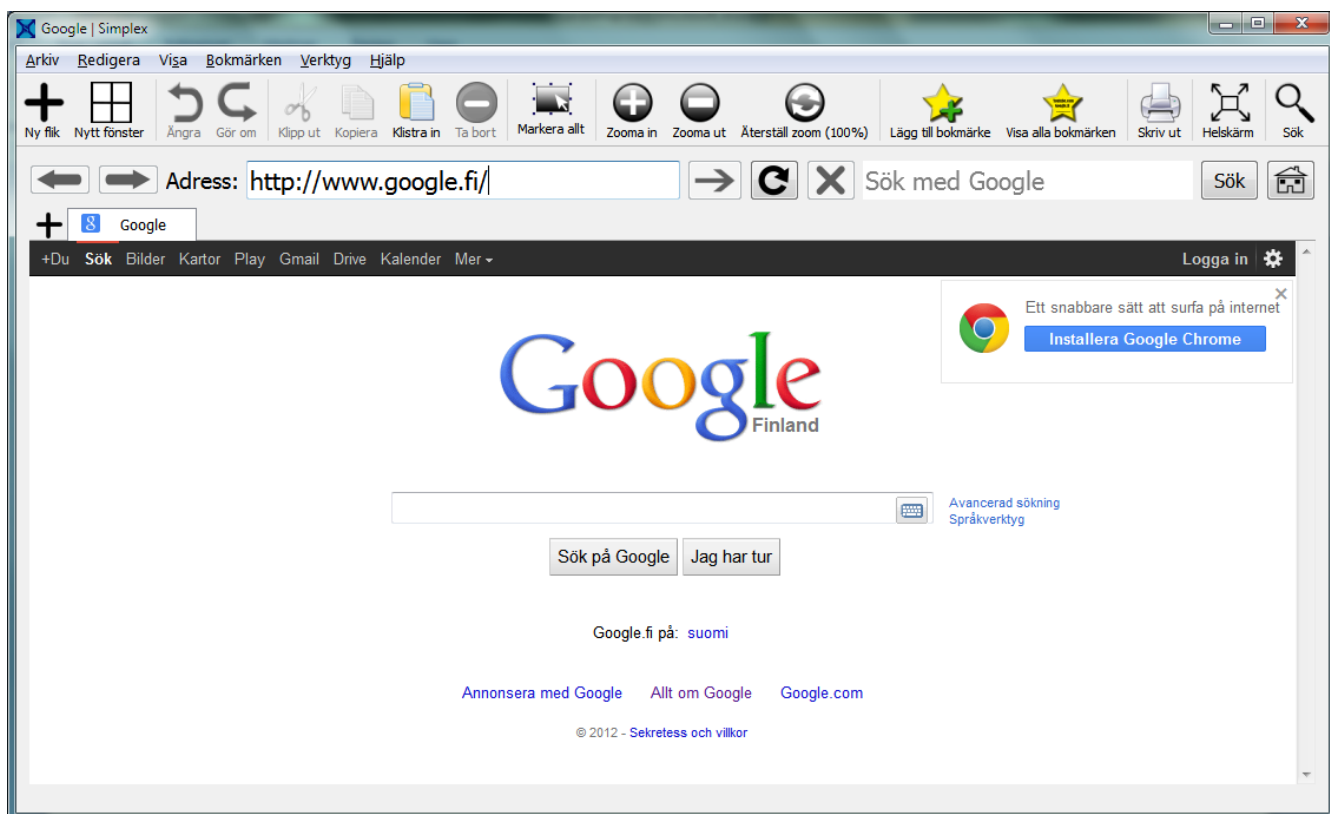 Google | Simplex
Arkiv Redigera Visa Bokmärken Verktyg Hjälp
Ny flik Nytt fönster Ångra Gör om Klipp ut Kopiera Klistra in Ta bort Markera allt Zooma in Zooma ut Återställ zoom (100%) Lägg till bokmärke Visa alla bokmärken Skriv ut Helskärm Sök
Adress: http://www.google.fi/ Sök med Google Sök
8 Google
+Du Sök Bilder Kartor Play Gmail Drive Kalender Mer Logga in
Ett snabbare sätt att surfa på internet
Installera Google Chrome
Google
Finland
Avancerad sökning
Språkverktyg
Sök på Google Jag har tur
Google.fi på: suomi
Annonsera med Google Allt om Google Google.com
© 2012 - Sekretess och villkor